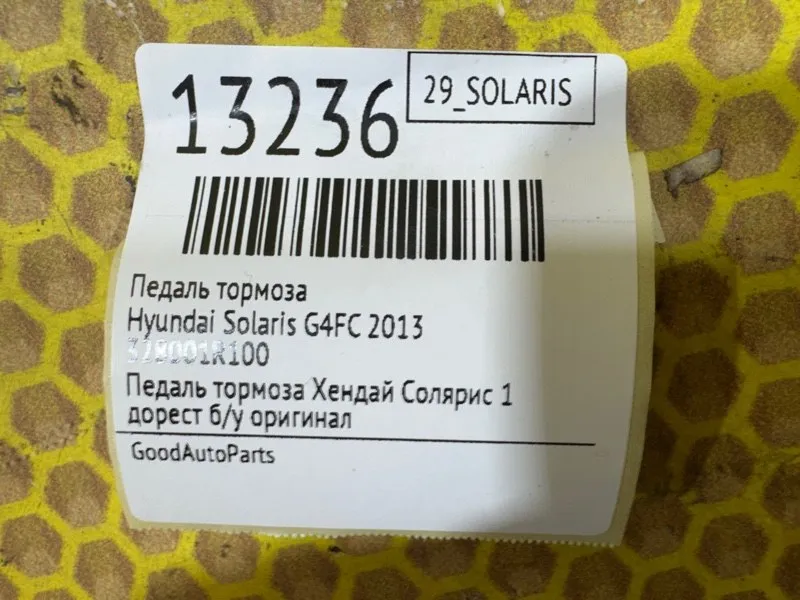 13236
29_SOLARIS
Педаль тормоза
Hyundai Solaris G4FC 2013
328001R100
Педаль тормоза Хендай Солярис 1
дорест б/у оригинал
GoodAutoParts